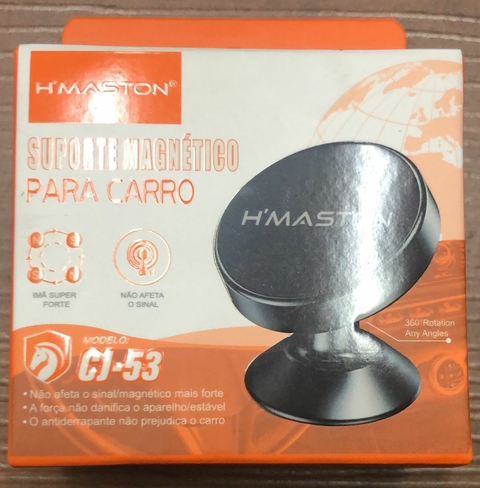 H'MASTON®
SUPORTE MAGNÉTICO
PARA CARRO
H'MASTON
IMÃ SUPER
FORTE
NÃO AFETA
O SINAL
360°Rotation
Any Angles
MODELO:
CJ-53
• Não afeta o sinal/magnético mais forte
• A força não danifica o aparelho/estável
• O antiderrapante não prejudica o carro